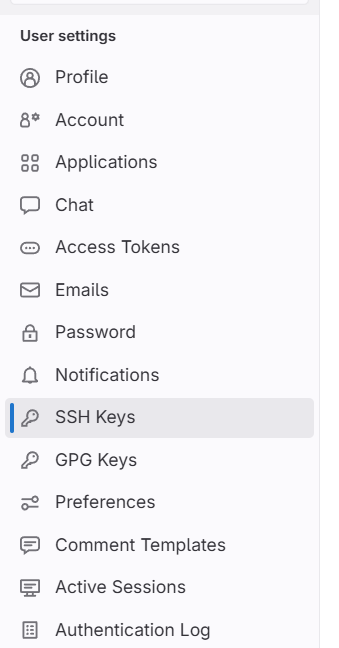 User settings
Profile
Account
Applications
Chat
Access Tokens
Emails
Password
Notifications
SSH Keys
GPG Keys
Preferences
Comment Templates
Active Sessions
Authentication Log